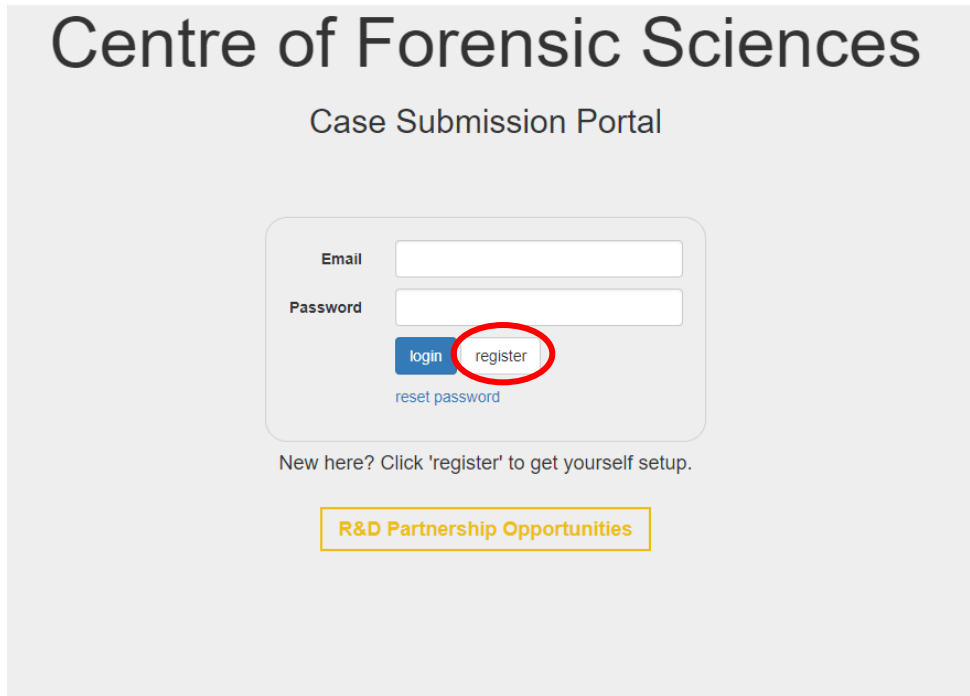 Centre of Forensic Sciences
Case Submission Portal
Email
Password
login register
reset password
New here? Click 'register' to get yourself setup.
R&D Partnership Opportunities